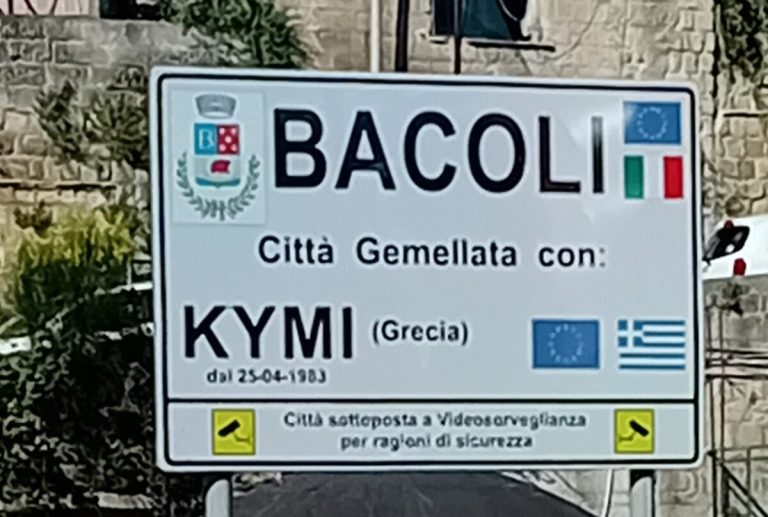 BACOLI
Città Gemellata con:
KYMI (Grecia)
dal 25-04-1983
Città sottoposta a Videosorveglianza
per ragioni di sicurezza